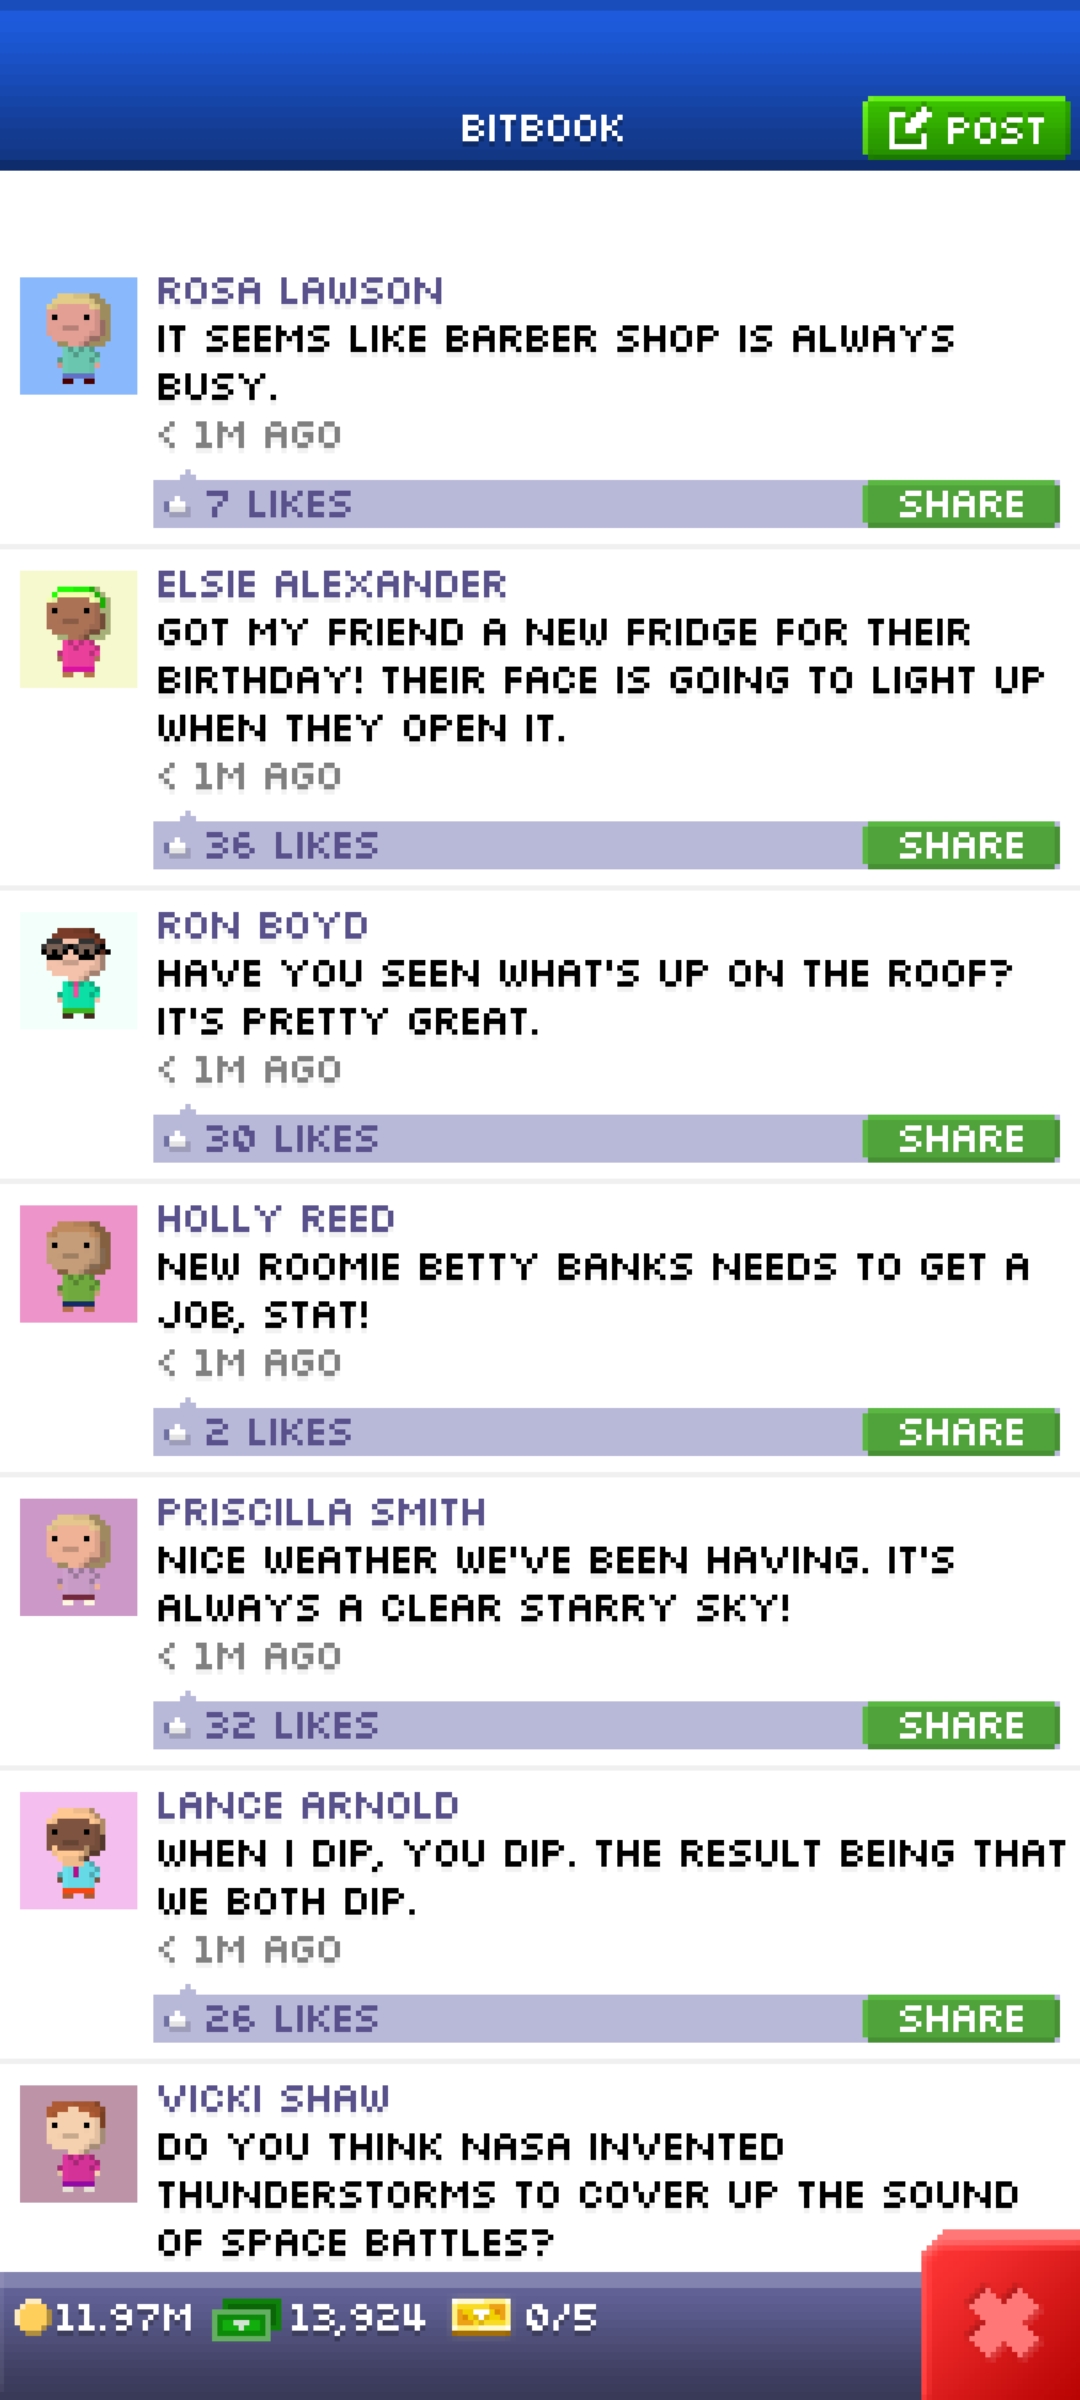 BITBOOK
POST
ROSA LAWSON
IT SEEMS LIKE BARBER SHOP IS ALWAYS
BUSY.
< 1M AGO
7 LIKES
SHARE
ELSIE ALEXANDER
GOT MY FRIEND A NEW FRIDGE FOR THEIR
BIRTHDAY! THEIR FACE IS GOING TO LIGHT UP
WHEN THEY OPEN IT.
< 1M AGO
36 LIKES
SHARE
RON BOYD
HAVE YOU SEEN WHAT'S UP ON THE ROOF?
IT'S PRETTY GREAT.
< 1M AGO
30 LIKES
SHARE
HOLLY REED
NEW ROOMIE BETTY BANKS NEEDS TO GET A
JOB, STAT!
< 1M AGO
2 LIKES
SHARE
PRISCILLA SMITH
NICE WEATHER WE'VE BEEN HAVING. IT'S
ALWAYS A CLEAR STARRY SKY!
< 1M AGO
32 LIKES
SHARE
LANCE ARNOLD
WHEN I DIP, YOU DIP. THE RESULT BEING THAT
WE BOTH DIP.
< 1M AGO
26 LIKES
SHARE
VICKI SHAW
DO YOU THINK NASA INVENTED
THUNDERSTORMS TO COVER UP THE SOUND
OF SPACE BATTLES?
11.97M 13,924 0/5